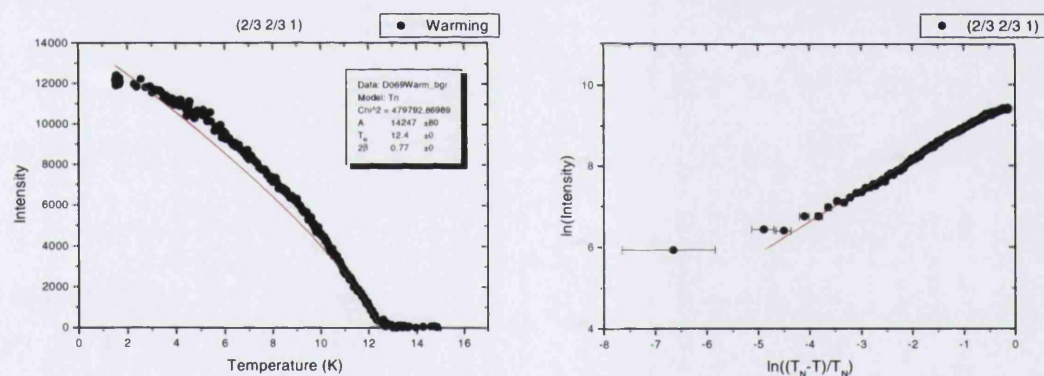 (2/3 2/3 1)
Warming
14000
12000
10000
8000
6000
4000
2000
0
Intensity
0 2 4 6 8 10 12 14 16
Temperature (K)
Data: D069Warm_bgr
Model: Tn
Chi^2 = 479792.86989
A 14247 ±80
T_N 12.4 ±0
2β 0.77 ±0
(2/3 2/3 1)
10
8
6
4
ln(Intensity)
-8 -7 -6 -5 -4 -3 -2 -1 0
ln((T_N-T)/T_N)